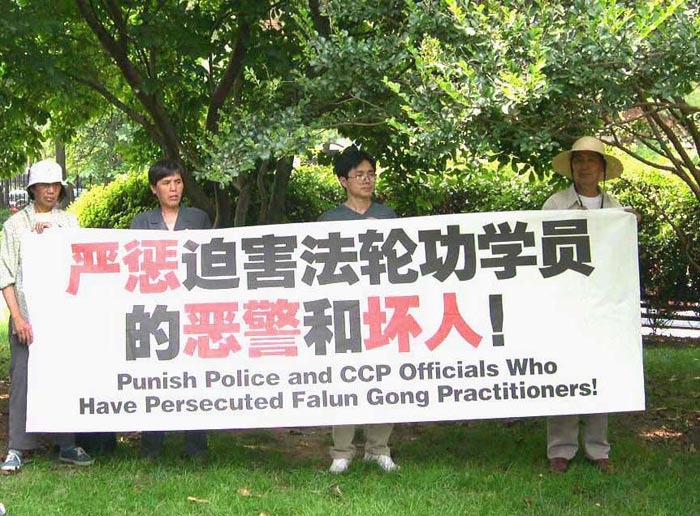 严惩迫害法轮功学员
的恶警和坏人！
Punish Police and CCP Officials Who
Have Persecuted Falun Gong Practitioners!